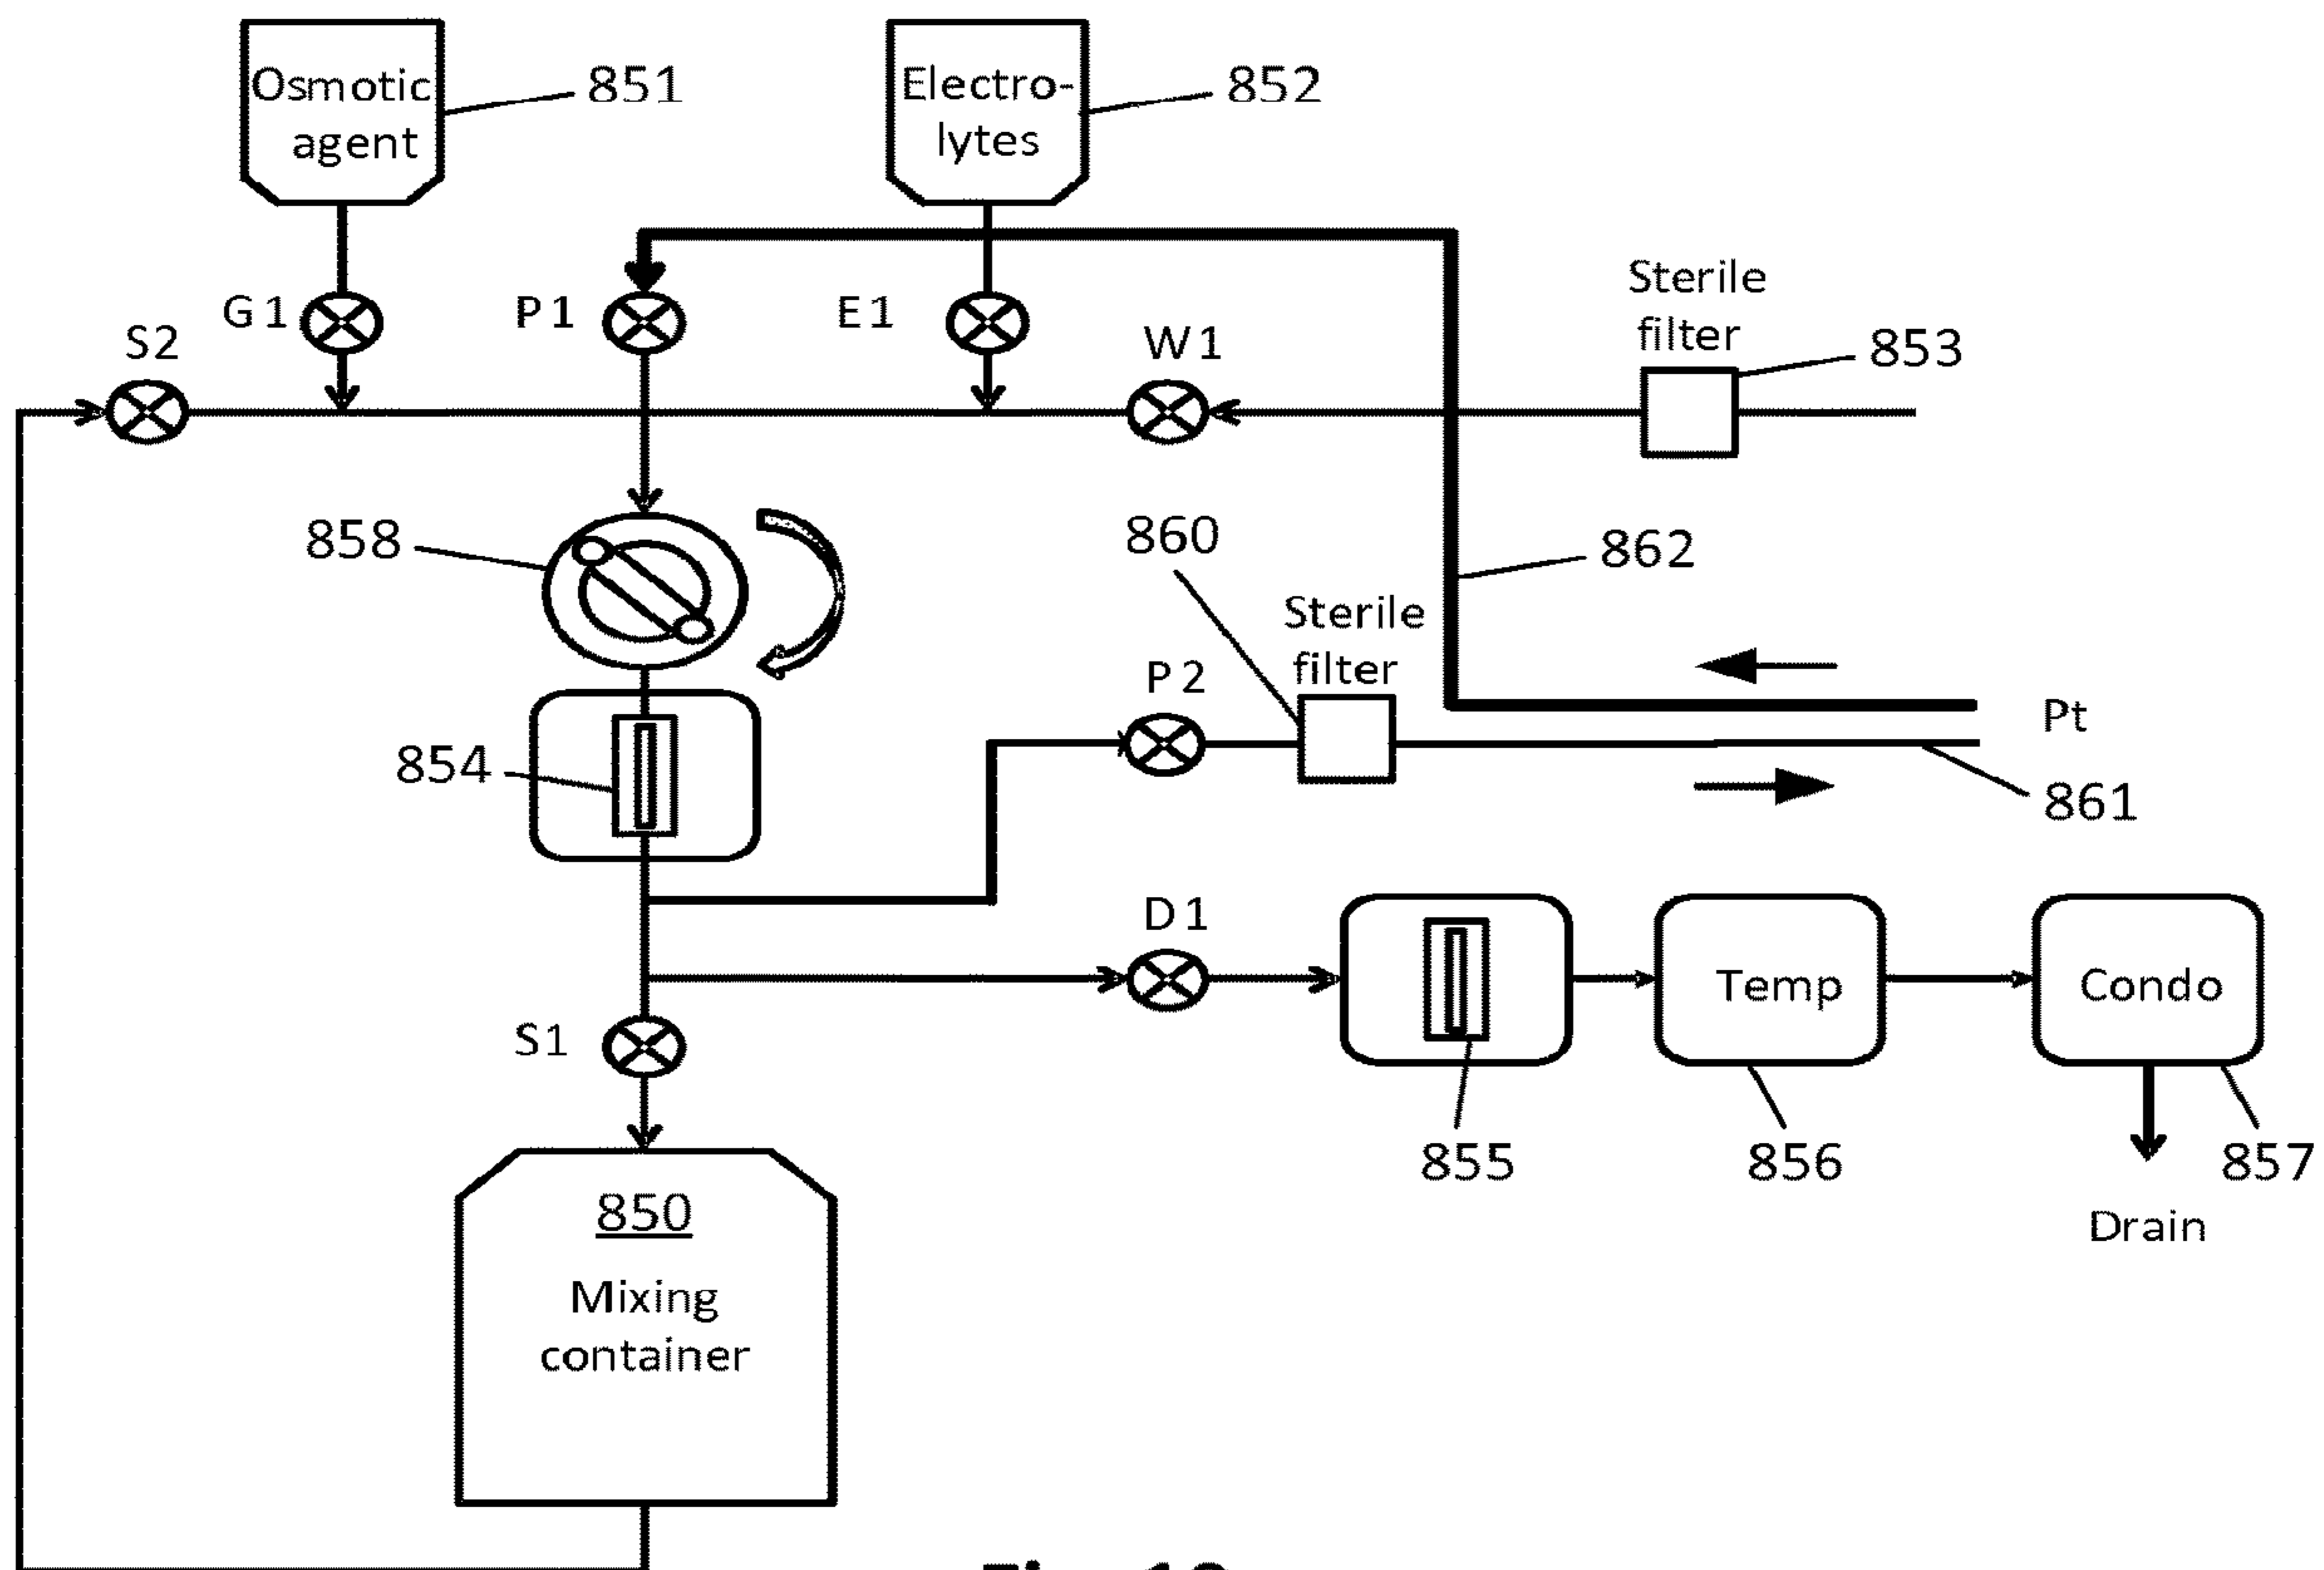 Osmotic
agent
851
Electro-
lytes
852
Sterile
filter
853
G1
P1
E1
S2
W1
858
860
862
Sterile
filter
P2
Pt
854
861
D1
Temp
Condo
S1
855
856
857
850
Drain
Mixing
container